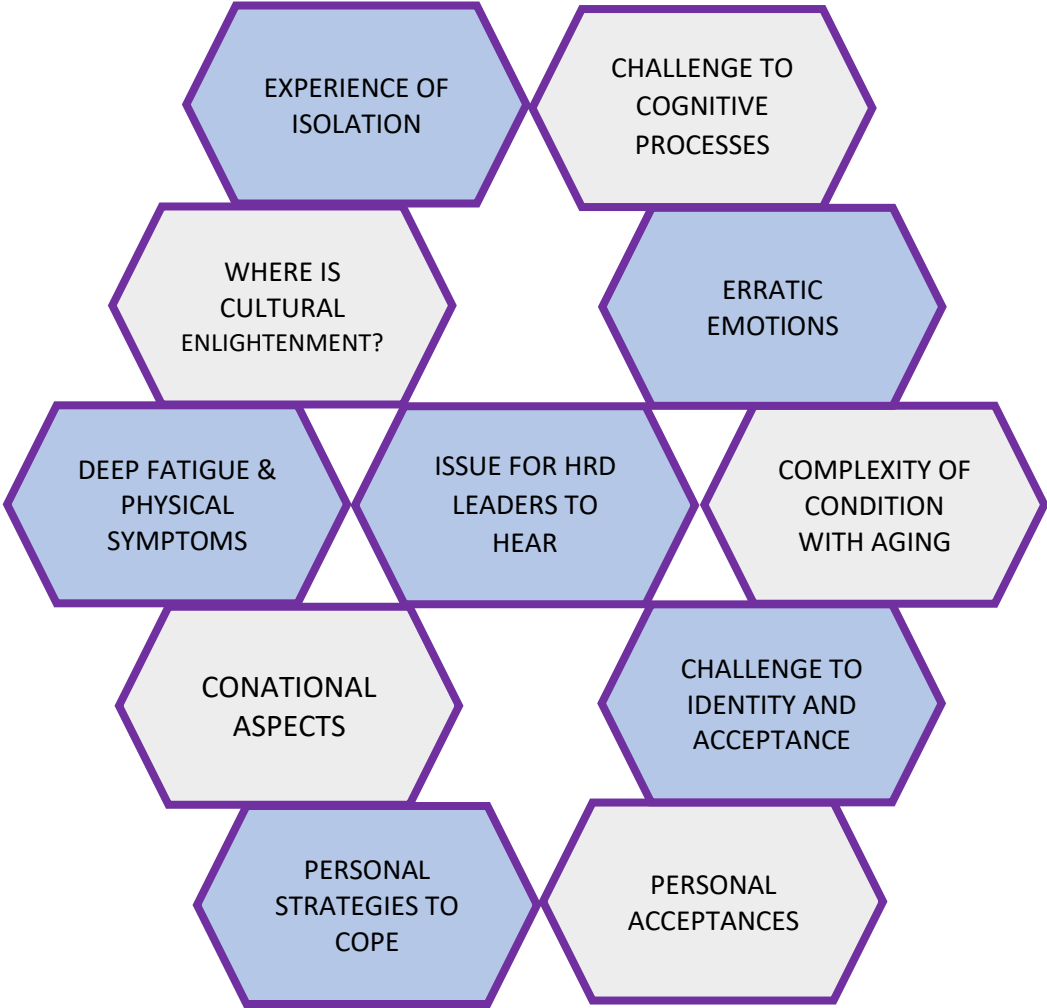 EXPERIENCE OF
ISOLATION
CHALLENGE TO
COGNITIVE
PROCESSES
WHERE IS
CULTURAL
ENLIGHTENMENT?
ERRATIC
EMOTIONS
DEEP FATIGUE &
PHYSICAL
SYMPTOMS
ISSUE FOR HRD
LEADERS TO
HEAR
COMPLEXITY OF
CONDITION
WITH AGING
CONATIONAL
ASPECTS
CHALLENGE TO
IDENTITY AND
ACCEPTANCE
PERSONAL
STRATEGIES TO
COPE
PERSONAL
ACCEPTANCES